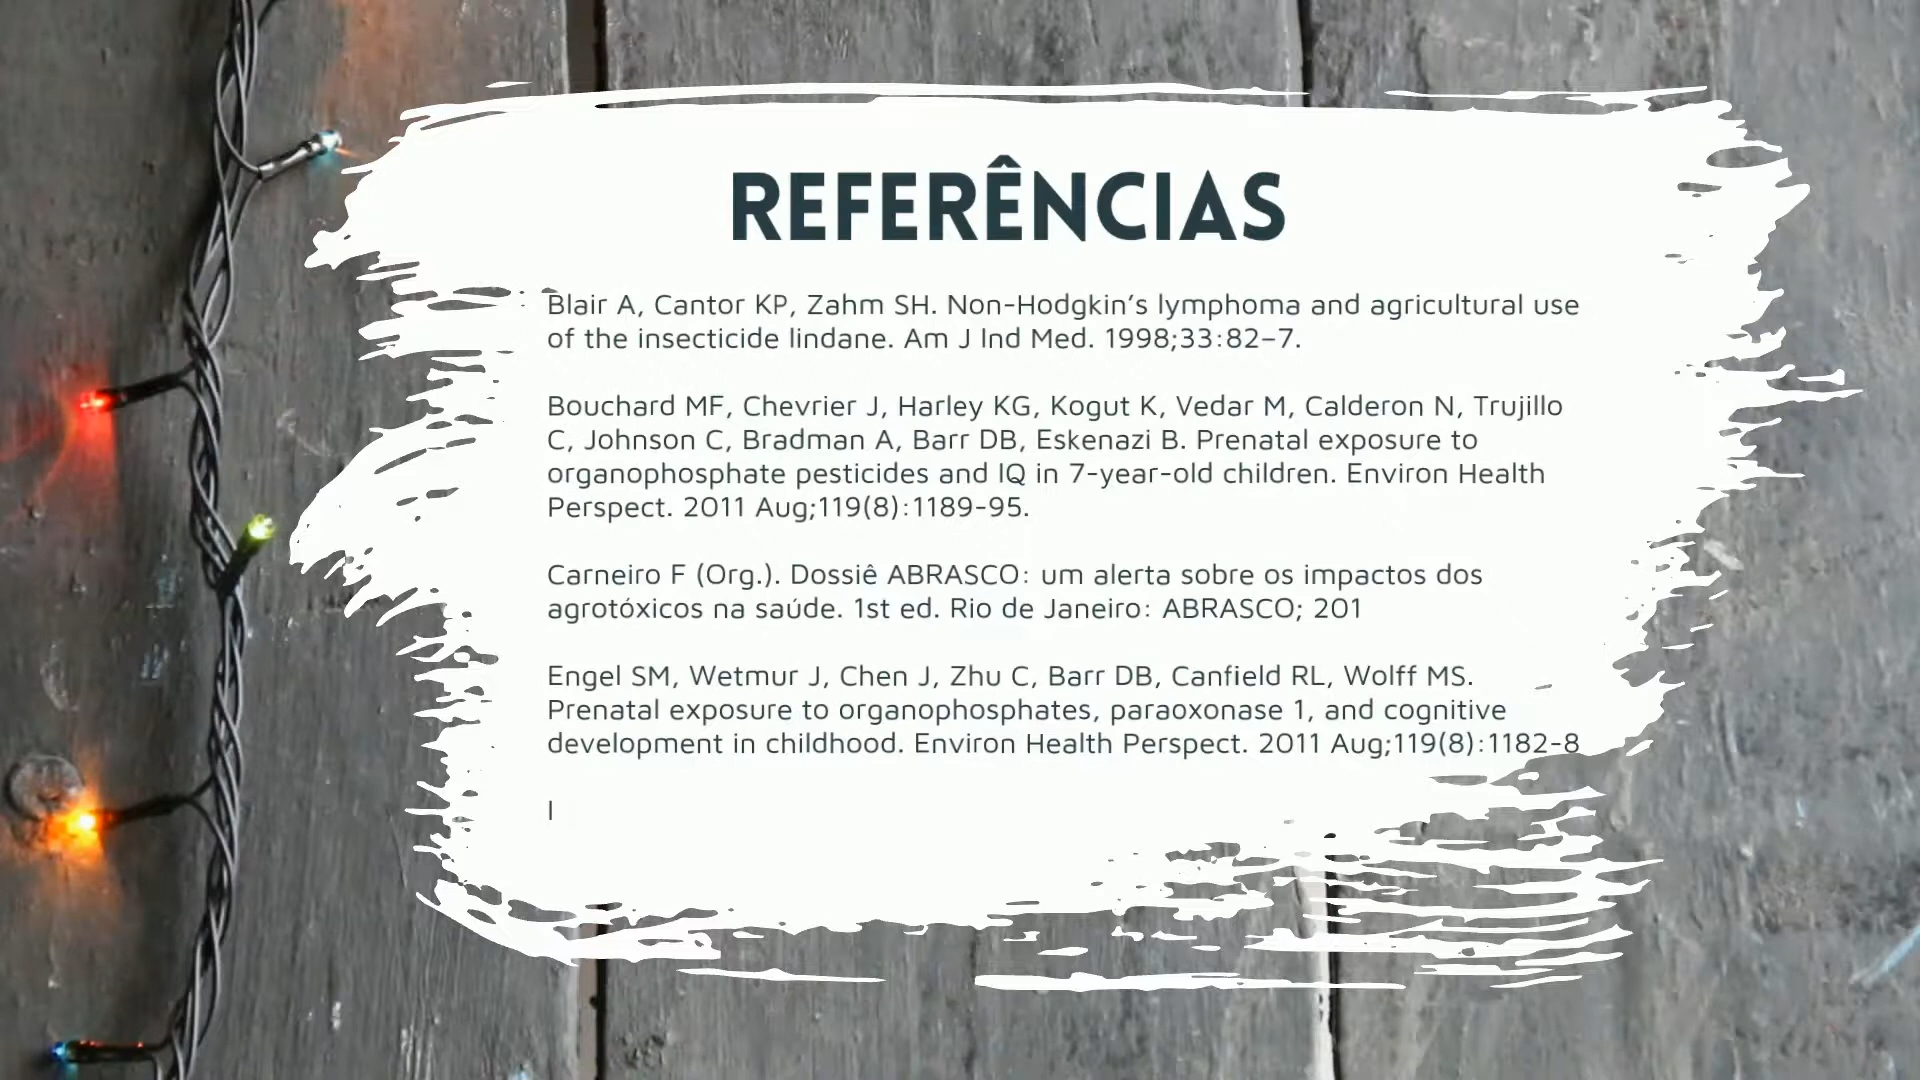 REFERÊNCIAS
Blair A, Cantor KP, Zahm SH. Non-Hodgkin’s lymphoma and agricultural use
of the insecticide lindane. Am J Ind Med. 1998;33:82–7.
Bouchard MF, Chevrier J, Harley KG, Kogut K, Vedar M, Calderon N, Trujillo
C, Johnson C, Bradman A, Barr DB, Eskenazi B. Prenatal exposure to
organophosphate pesticides and IQ in 7-year-old children. Environ Health
Perspect. 2011 Aug;119(8):1189-95.
Carneiro F (Org.). Dossiê ABRASCO: um alerta sobre os impactos dos
agrotóxicos na saúde. 1st ed. Rio de Janeiro: ABRASCO; 201
Engel SM, Wetmur J, Chen J, Zhu C, Barr DB, Canfield RL, Wolff MS.
Prenatal exposure to organophosphates, paraoxonase 1, and cognitive
development in childhood. Environ Health Perspect. 2011 Aug;119(8):1182-8
I